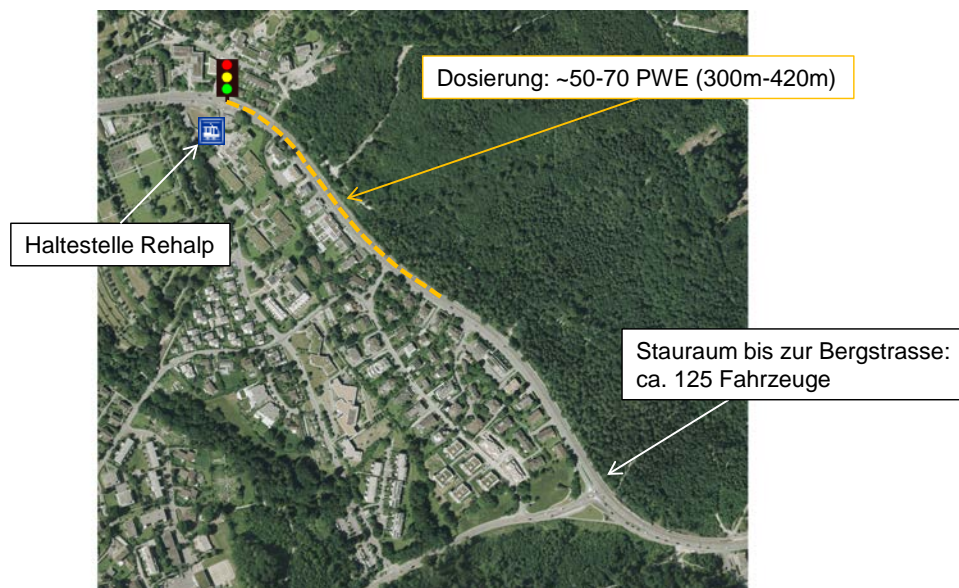 Dosierung: ~50-70 PWE (300m-420m)
Haltestelle Rehalp
Stauraum bis zur Bergstrasse:
ca. 125 Fahrzeuge